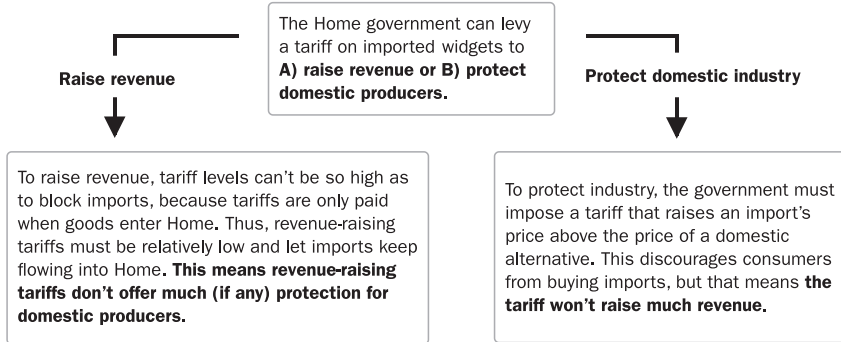 The Home government can levy
a tariff on imported widgets to
A) raise revenue or B) protect
domestic producers.
Raise revenue
Protect domestic industry
To raise revenue, tariff levels can't be so high as
to block imports, because tariffs are only paid
when goods enter Home. Thus, revenue-raising
tariffs must be relatively low and let imports keep
flowing into Home. This means revenue-raising
tariffs don't offer much (if any) protection for
domestic producers.
To protect industry, the government must
impose a tariff that raises an import's
price above the price of a domestic
alternative. This discourages consumers
from buying imports, but that means the
tariff won't raise much revenue.